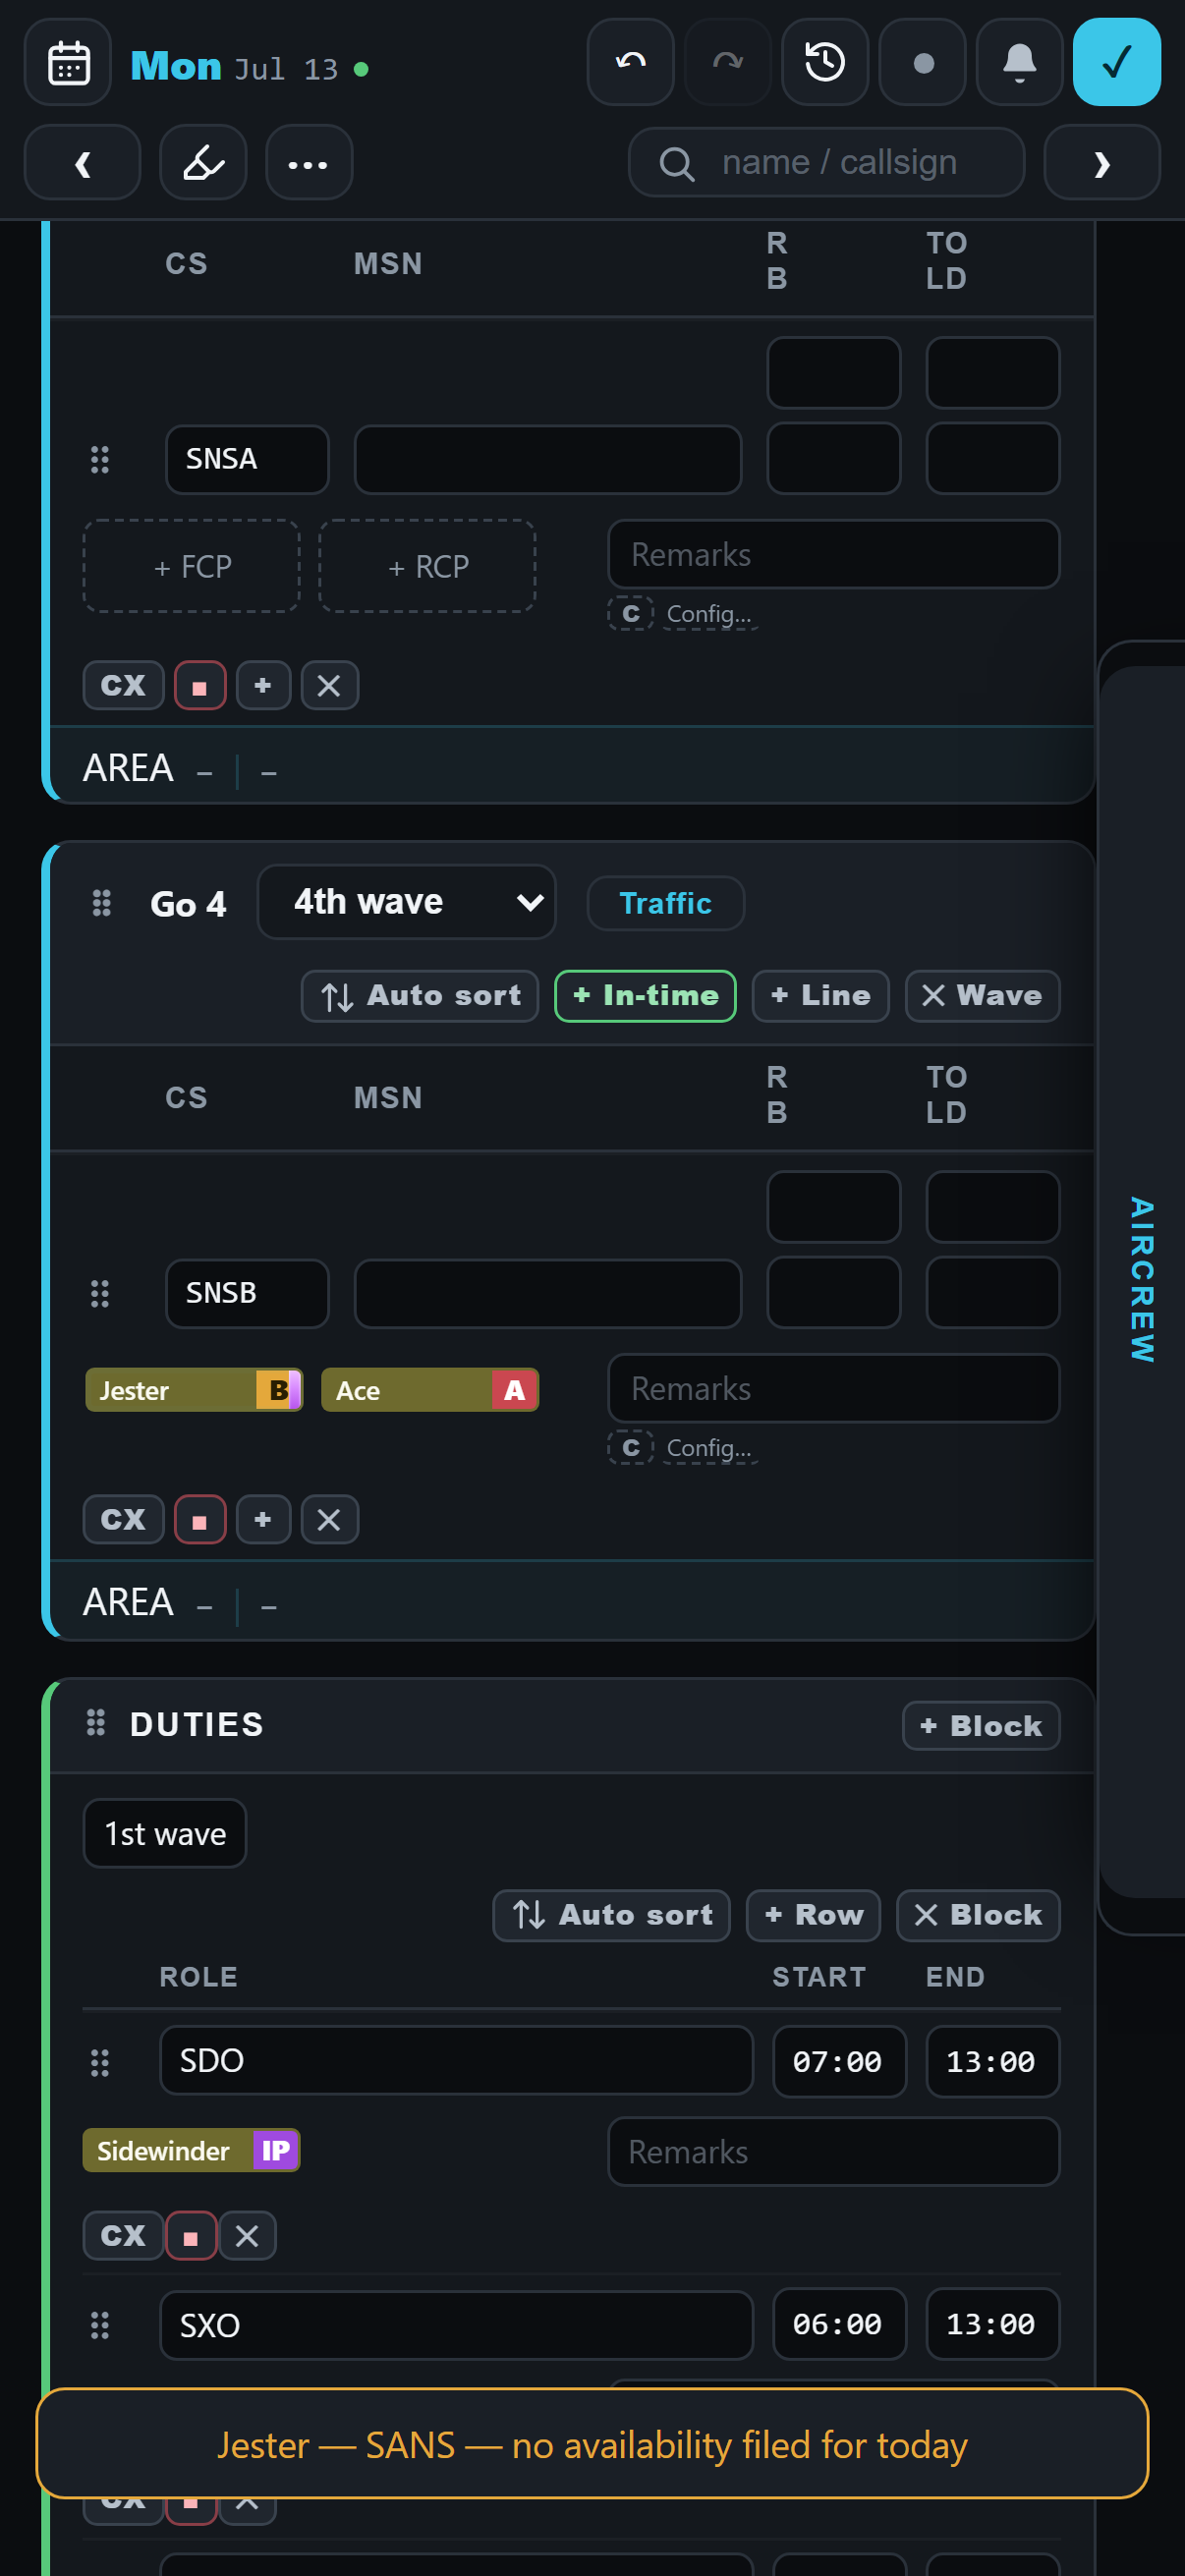 Mon Jul 13
name / callsign
CS MSN R B TO LD
SNSA
+ FCP + RCP Remarks
C Config...
CX +
AREA – | –
Go 4 4th wave Traffic
Auto sort + In-time + Line × Wave
CS MSN R B TO LD
SNSB
Jester B Ace A Remarks
C Config...
CX +
AREA – | –
AIRCREW
DUTIES + Block
1st wave
Auto sort + Row × Block
ROLE START END
SDO 07:00 13:00
Sidewinder IP Remarks
CX
SXO 06:00 13:00
Jester — SANS — no availability filed for today
CX